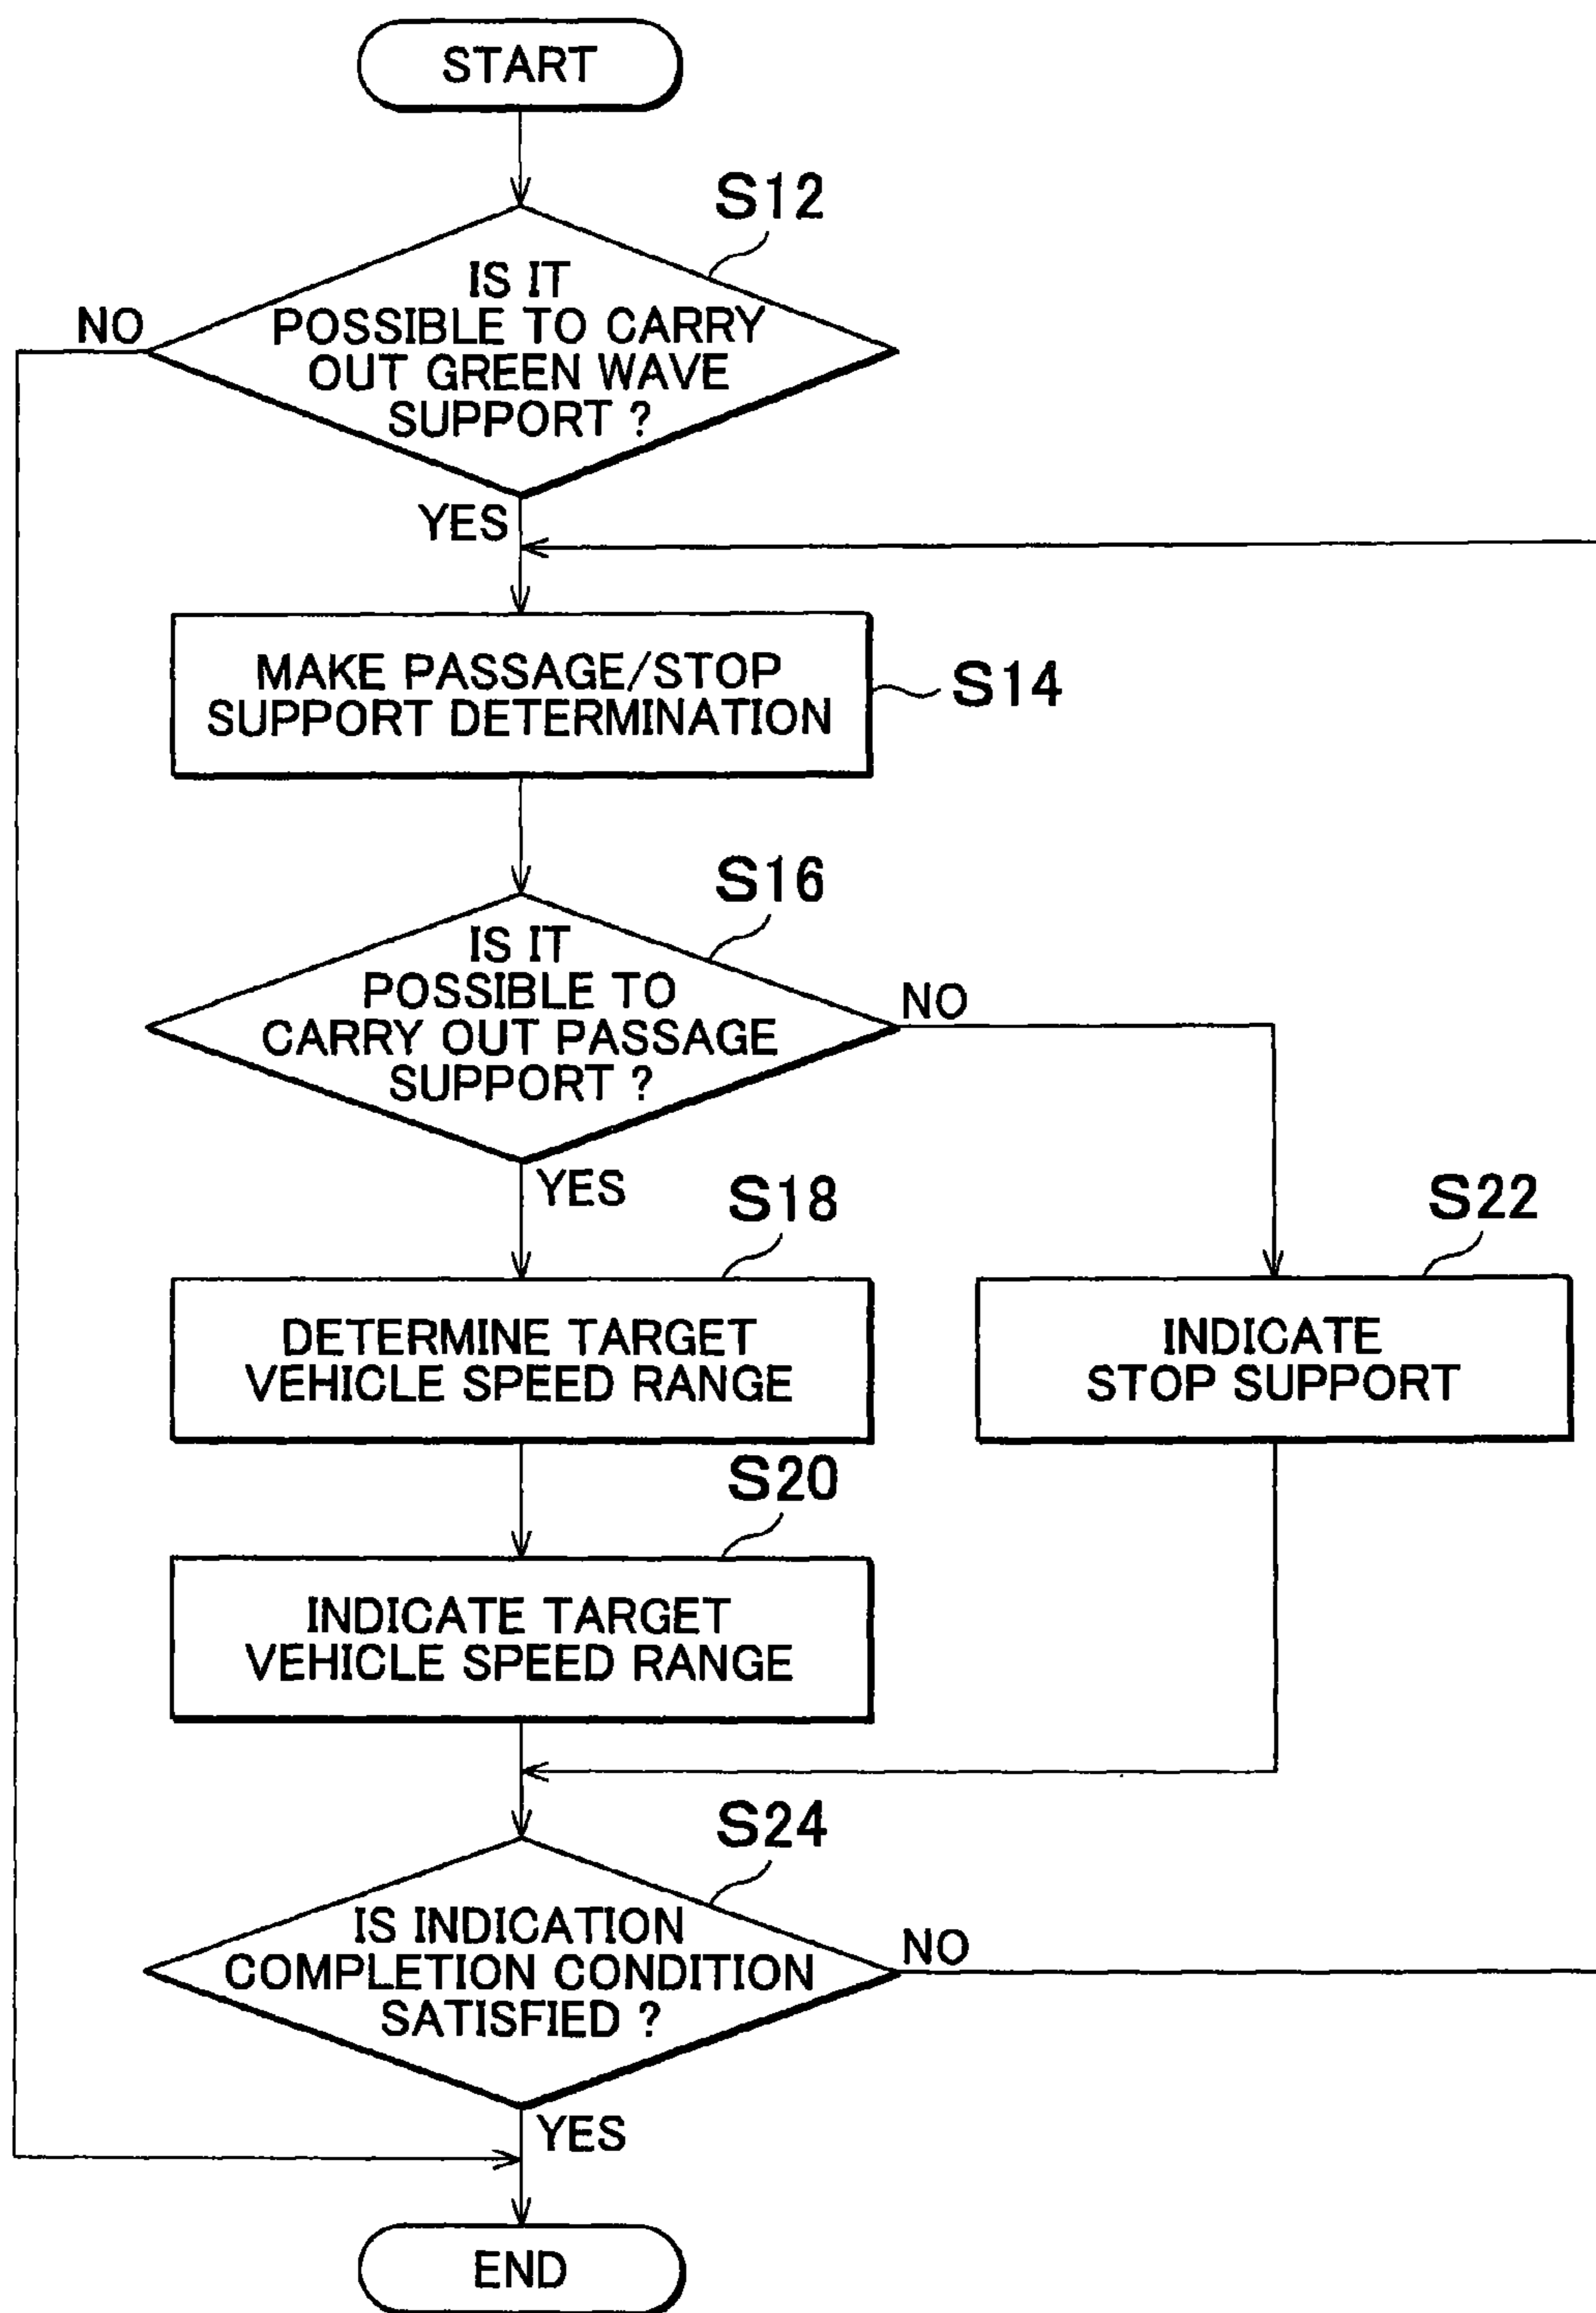 START
S12
IS IT
POSSIBLE TO CARRY
OUT GREEN WAVE
SUPPORT ?
NO
YES
MAKE PASSAGE/STOP
SUPPORT DETERMINATION
S14
S16
IS IT
POSSIBLE TO
CARRY OUT PASSAGE
SUPPORT ?
NO
YES
S18
DETERMINE TARGET
VEHICLE SPEED RANGE
S22
INDICATE
STOP SUPPORT
S20
INDICATE TARGET
VEHICLE SPEED RANGE
S24
IS INDICATION
COMPLETION CONDITION
SATISFIED ?
NO
YES
END